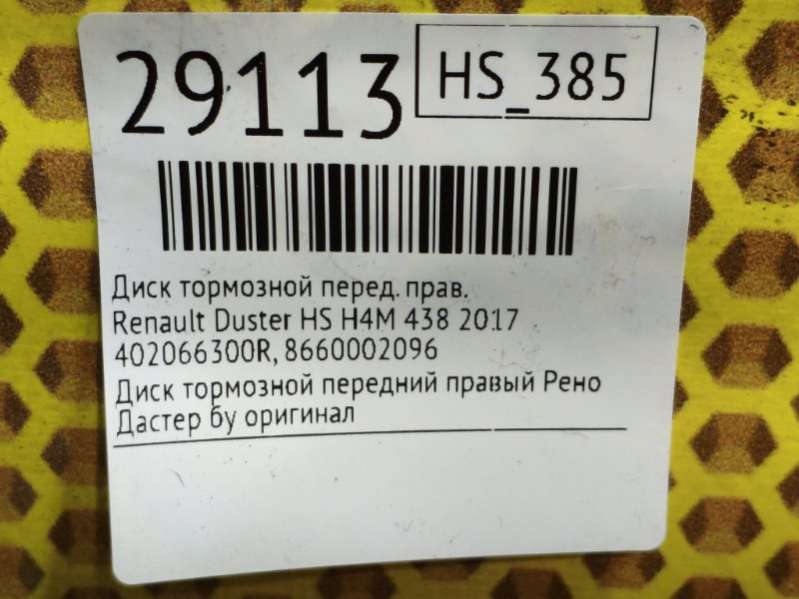 29113
HS_385
Диск тормозной перед. прав.
Renault Duster HS H4M 438 2017
402066300R, 8660002096
Диск тормозной передний правый Рено
Дастер бу оригинал